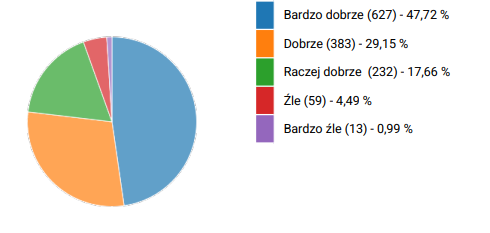 Bardzo dobrze (627) - 47,72 %
Dobrze (383) - 29,15 %
Raczej dobrze (232) - 17,66 %
Źle (59) - 4,49 %
Bardzo źle (13) - 0,99 %